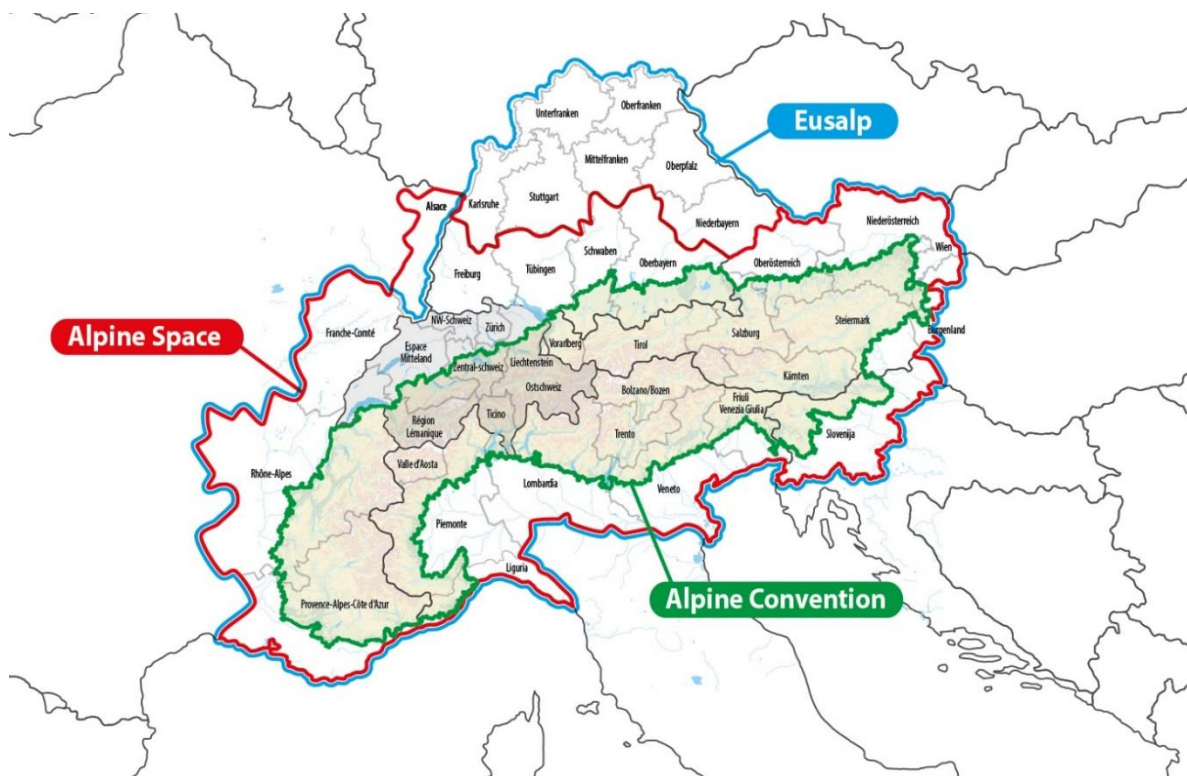 Unterfranken
Oberfranken
Eusalp
Mittelfranken
Oberpfalz
Alsace
Karlsruhe
Stuttgart
Niederbayern
Niederösterreich
Schwaben
Wien
Freiburg
Tübingen
Oberbayern
Oberösterreich
Alpine Space
Franche-Comté
NW-Schweiz
Zürich
Burgenland
Espace
Mitteland
Vorarlberg
Tirol
Salzburg
Steiermark
Liechtenstein
Zentral-schweiz
Ostschweiz
Bolzano/Bozen
Kärnten
Région
Lémanique
Ticino
Friuli
Venezia Giulia
Trento
Slovenija
Rhône-Alpes
Valle d'Aosta
Lombardia
Veneto
Piemonte
Liguria
Alpine Convention
Provence-Alpes-Côte d'Azur